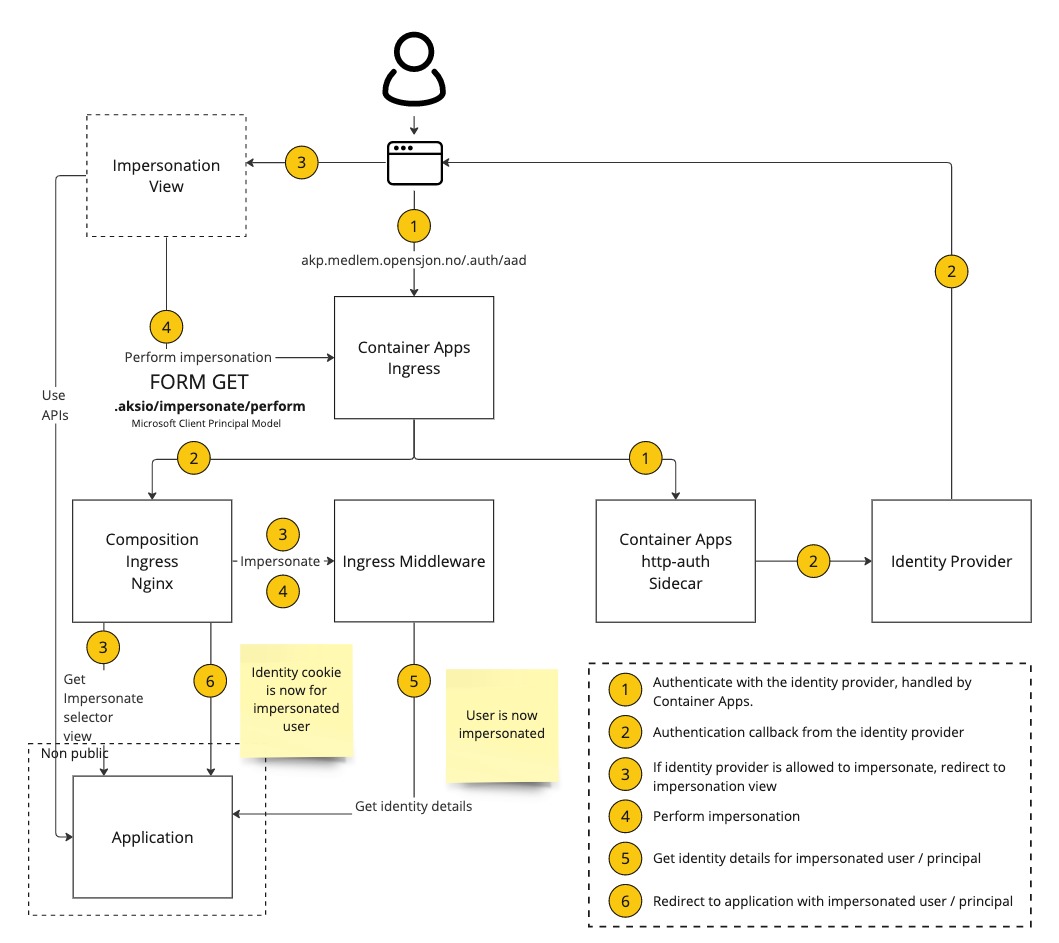 3
Impersonation
View
1
akp.medlem.opensjon.no/.auth/aad
2
4
Perform impersonation
FORM GET
.aksio/impersonate/perform
Microsoft Client Principal Model
Container Apps
Ingress
Use
APIs
2
1
Composition
Ingress
Nginx
3
Impersonate
4
Ingress Middleware
Container Apps
http-auth
Sidecar
2
Identity Provider
3
Get
Impersonate
selector
view
6
Identity cookie
is now for
impersonated
user
5
User is now
impersonated
Non public
Get identity details
Application
1 Authenticate with the identity provider, handled by
Container Apps.
2 Authentication callback from the identity provider
3 If identity provider is allowed to impersonate, redirect to
impersonation view
4 Perform impersonation
5 Get identity details for impersonated user / principal
6 Redirect to application with impersonated user / principal